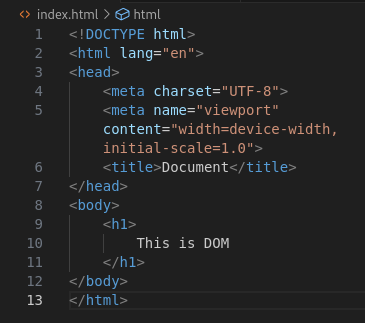 index.html > html
1 <!DOCTYPE html>
2 <html lang="en">
3 <head>
4     <meta charset="UTF-8">
5     <meta name="viewport"
    content="width=device-width,
    initial-scale=1.0">
6     <title>Document</title>
7 </head>
8 <body>
9     <h1>
10         This is DOM
11     </h1>
12 </body>
13 </html>